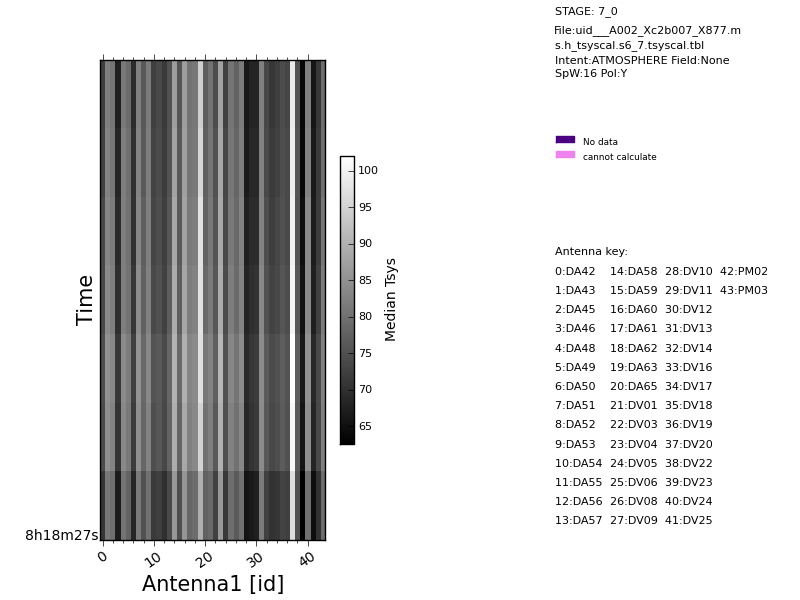 STAGE: 7_0
File:uid___A002_Xc2b007_X877.m
s.h_tsyscal.s6_7.tsyscal.tbl
Intent:ATMOSPHERE Field:None
SpW:16 Pol:Y
No data
cannot calculate
100
95
90
85
80
75
70
65
Median Tsys
Time
8h18m27s
0 10 20 30 40
Antenna1 [id]
Antenna key:
0:DA42 14:DA58 28:DV10 42:PM02
1:DA43 15:DA59 29:DV11 43:PM03
2:DA45 16:DA60 30:DV12
3:DA46 17:DA61 31:DV13
4:DA48 18:DA62 32:DV14
5:DA49 19:DA63 33:DV16
6:DA50 20:DA65 34:DV17
7:DA51 21:DV01 35:DV18
8:DA52 22:DV03 36:DV19
9:DA53 23:DV04 37:DV20
10:DA54 24:DV05 38:DV22
11:DA55 25:DV06 39:DV23
12:DA56 26:DV08 40:DV24
13:DA57 27:DV09 41:DV25